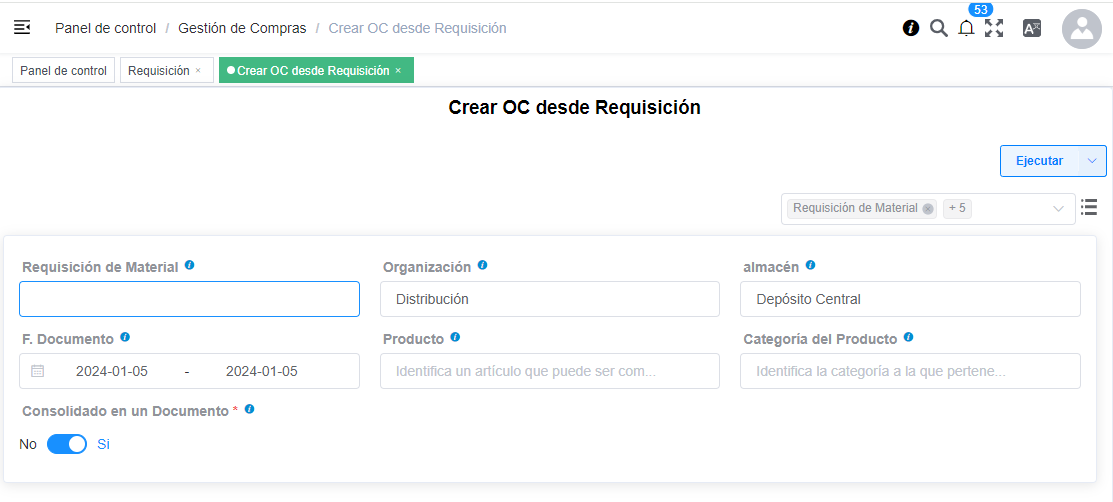 Panel de control / Gestión de Compras / Crear OC desde Requisición
53
Panel de control
Requisición ×
Crear OC desde Requisición ×
Crear OC desde Requisición
Ejecutar
Requisición de Material + 5
Requisición de Material
Organización
almacén
Distribución
Depósito Central
F. Documento
Producto
Categoría del Producto
2024-01-05 - 2024-01-05
Identifica un artículo que puede ser com...
Identifica la categoría a la que pertene...
Consolidado en un Documento *
No Si